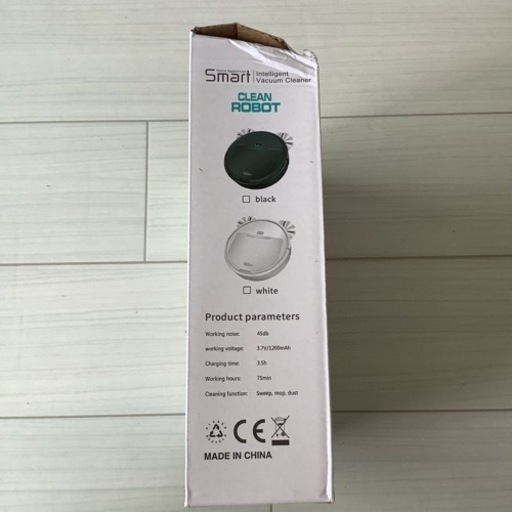 Smart Intelligent
Vacuum Cleaner
CLEAN
ROBOT
black
white
Product parameters
Working noise: 45db
working voltage: 3.7V/1200mAh
Charging time: 3.5h
Working hours: 75min
Cleaning function: Sweep, mop, dust
CE
MADE IN CHINA